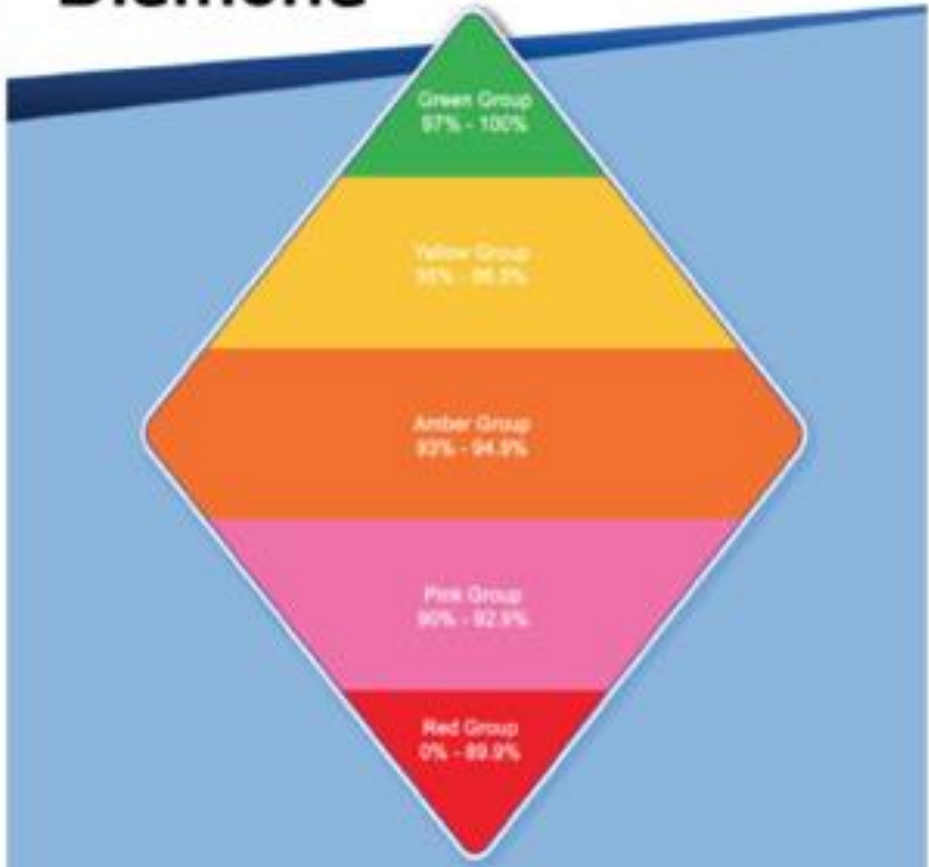 Green Group
97% - 100%
Yellow Group
95% - 96.9%
Amber Group
93% - 94.9%
Pink Group
90% - 92.9%
Red Group
0% - 89.9%